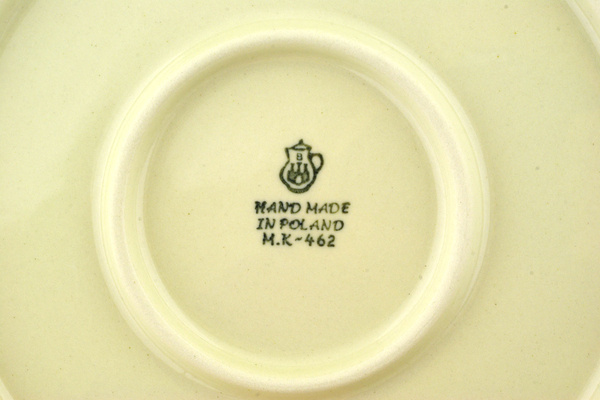 B
HAND MADE
IN POLAND
M.K-462